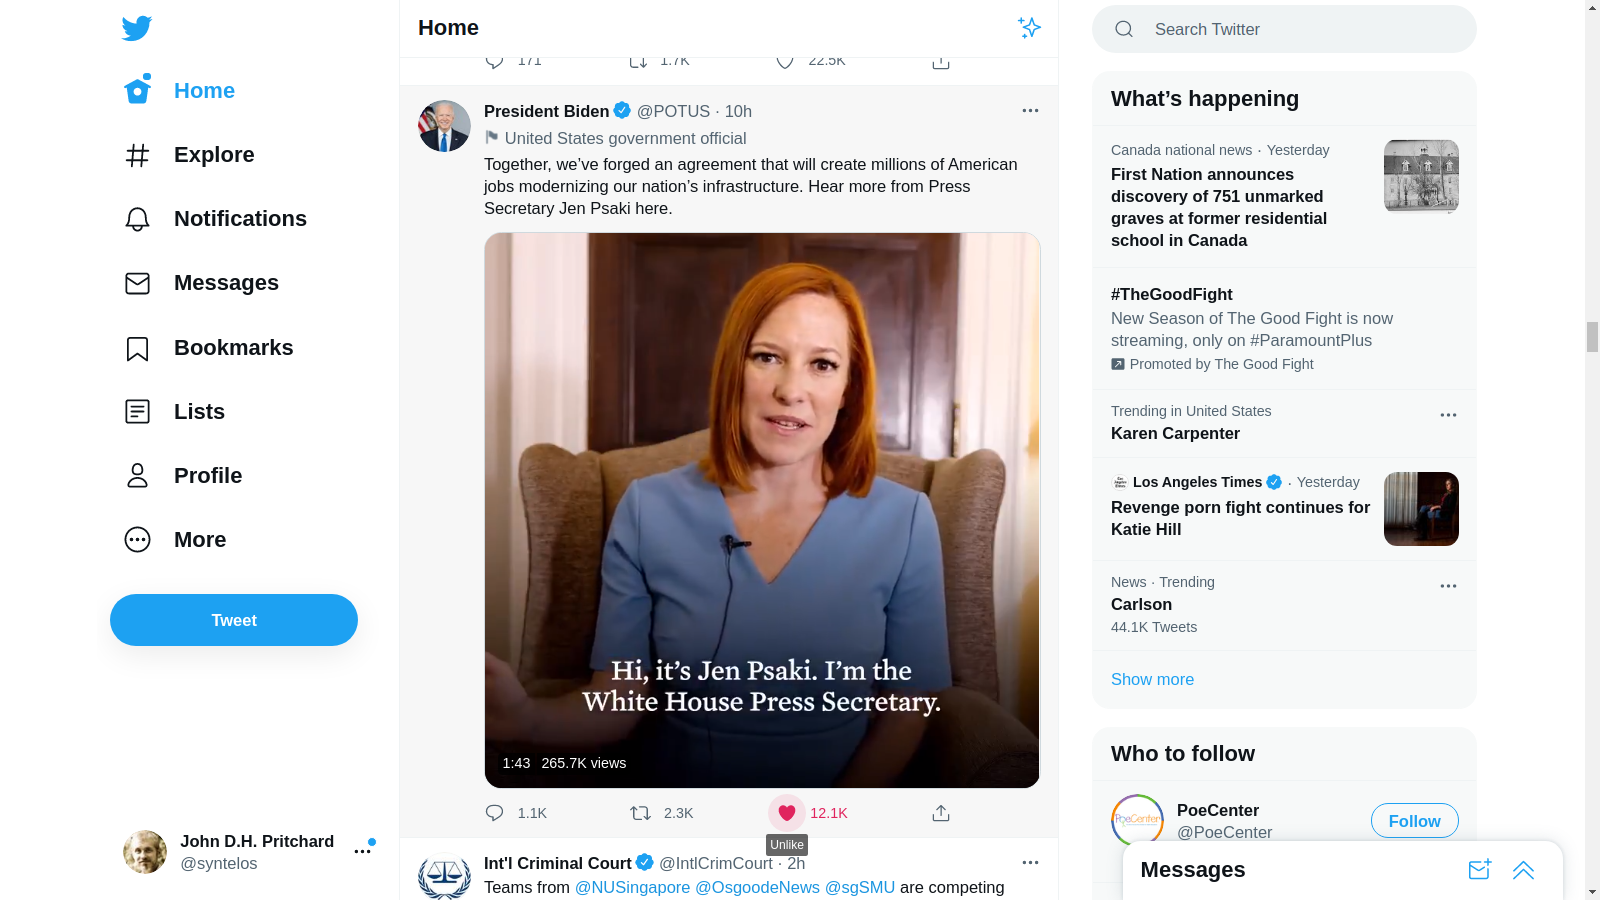 Home
Explore
Notifications
Messages
Bookmarks
Lists
Profile
More
Tweet
John D.H. Pritchard
@syntelos
Home
171
1.7K
22.5K
President Biden @POTUS · 10h
United States government official
Together, we’ve forged an agreement that will create millions of American
jobs modernizing our nation’s infrastructure. Hear more from Press
Secretary Jen Psaki here.
Hi, it’s Jen Psaki. I’m the
White House Press Secretary.
1:43 265.7K views
1.1K
2.3K
12.1K
Unlike
Int'l Criminal Court @IntlCrimCourt · 2h
Teams from @NUSingapore @OsgoodeNews @sgSMU are competing
Search Twitter
What’s happening
Canada national news · Yesterday
First Nation announces
discovery of 751 unmarked
graves at former residential
school in Canada
#TheGoodFight
New Season of The Good Fight is now
streaming, only on #ParamountPlus
Promoted by The Good Fight
Trending in United States
Karen Carpenter
Los Angeles Times · Yesterday
Revenge porn fight continues for
Katie Hill
News · Trending
Carlson
44.1K Tweets
Show more
Who to follow
PoeCenter
PoeCenter
@PoeCenter
Follow
Messages